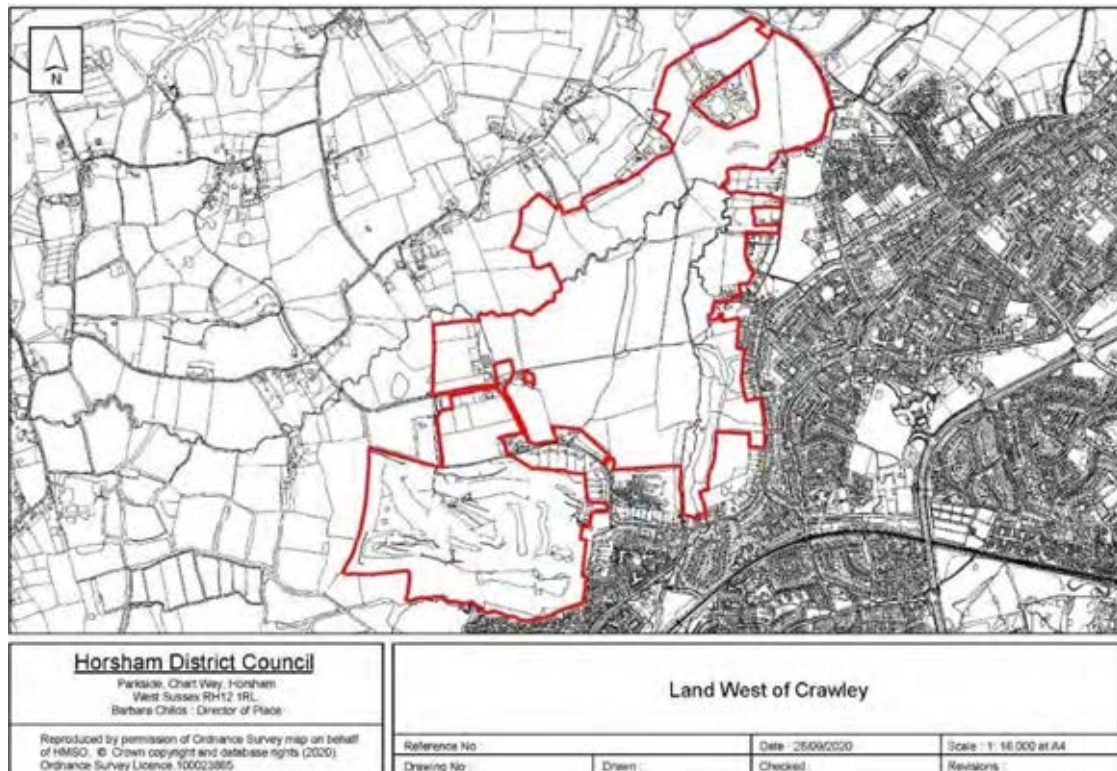 N
Horsham District Council
Parkside, Chart Way, Horsham
West Sussex RH12 1RL
Barbara Childs : Director of Place
Reproduced by permission of Ordnance Survey map on behalf
of HMSO. © Crown copyright and database rights (2020).
Ordnance Survey Licence.100023865
Land West of Crawley
Reference No :
Date : 25/09/2020
Scale : 1: 16,000 at A4
Drawing No :
Drawn :
Checked :
Revisions :